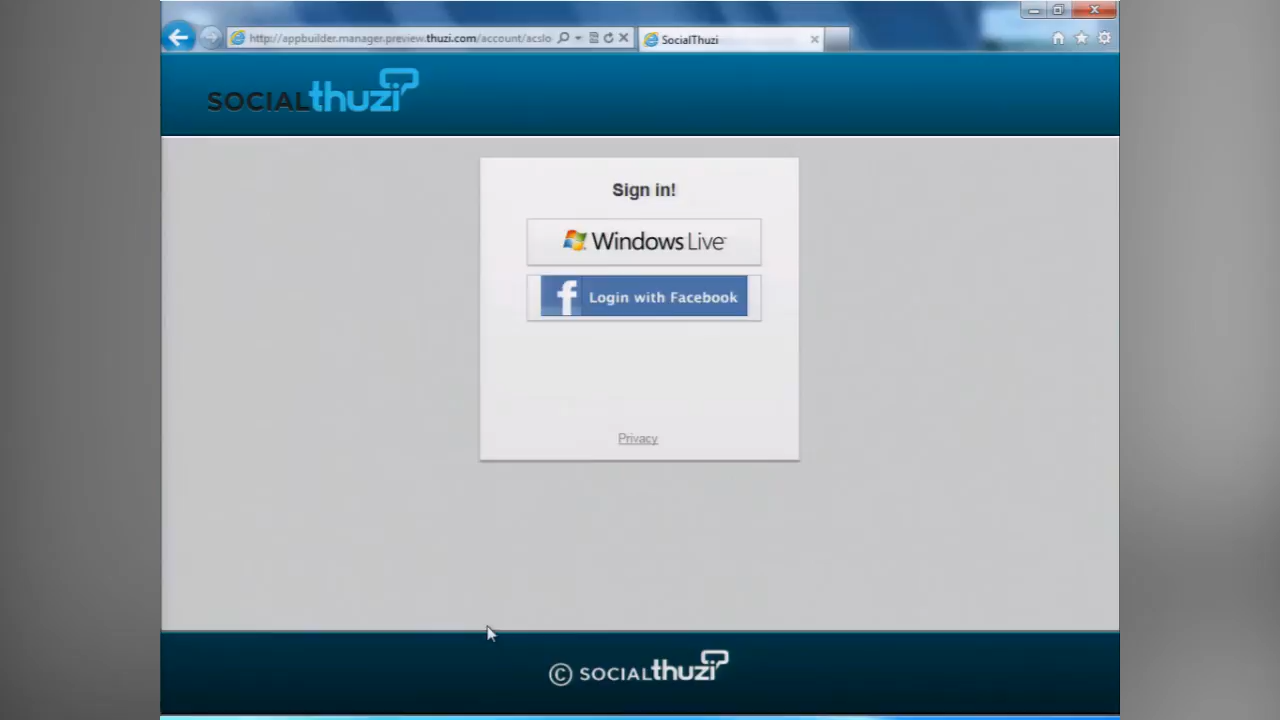 http://appbuilder.manager.preview.thuzi.com/account/acslo
SocialThuzi
SOCIALthuzi
Sign in!
Windows Live
f Login with Facebook
Privacy
© SOCIALthuzi